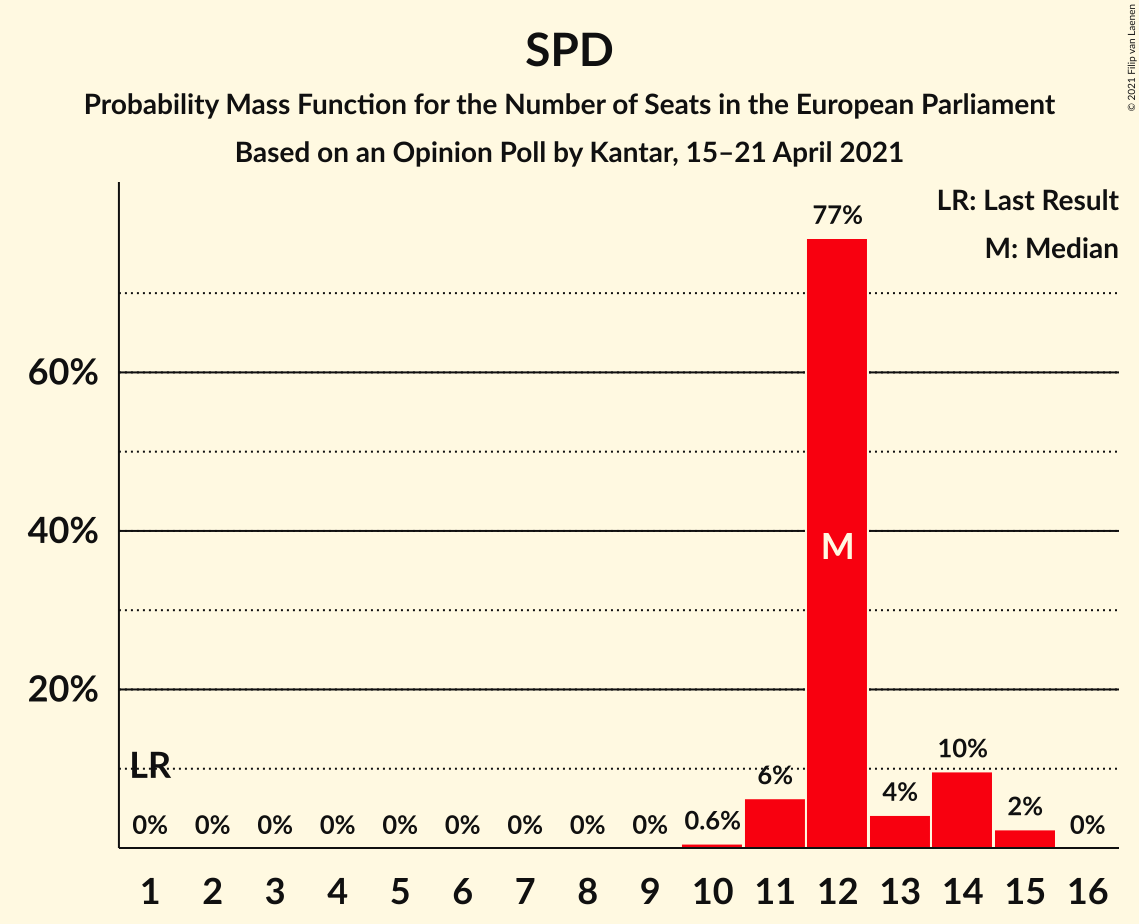 © 2021 Filip van Laenen
SPD
Probability Mass Function for the Number of Seats in the European Parliament
Based on an Opinion Poll by Kantar, 15–21 April 2021
LR: Last Result
M: Median
77%
60%
40%
M
20%
LR
10%
6%
4%
2%
0% 0% 0% 0% 0% 0% 0% 0% 0% 0.6% 0%
1 2 3 4 5 6 7 8 9 10 11 12 13 14 15 16